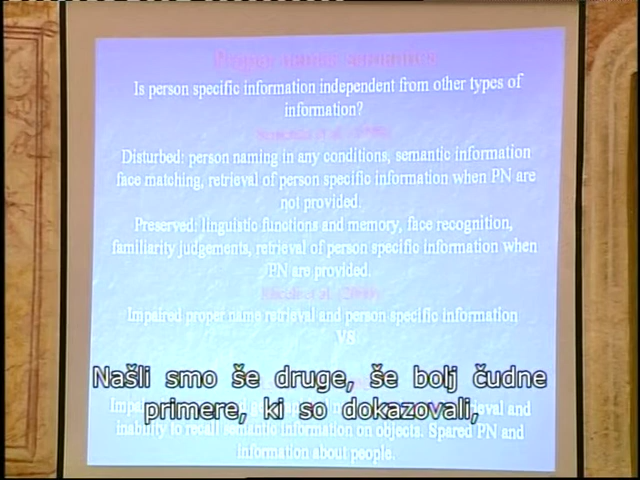 Proper names semantics
Is person specific information independent from other types of
information?
Disturbed: person naming in any conditions, semantic information
face matching, retrieval of person specific information when PN are
not provided.
Preserved: linguistic functions and memory, face recognition,
familiarity judgements, retrieval of person specific information when
PN are provided.
Impaired proper name retrieval and person specific information
VS
Našli smo še druge, še bolj čudne
primere, ki so dokazovali,
and
inability to recall semantic information on objects. Spared PN and
information about people.